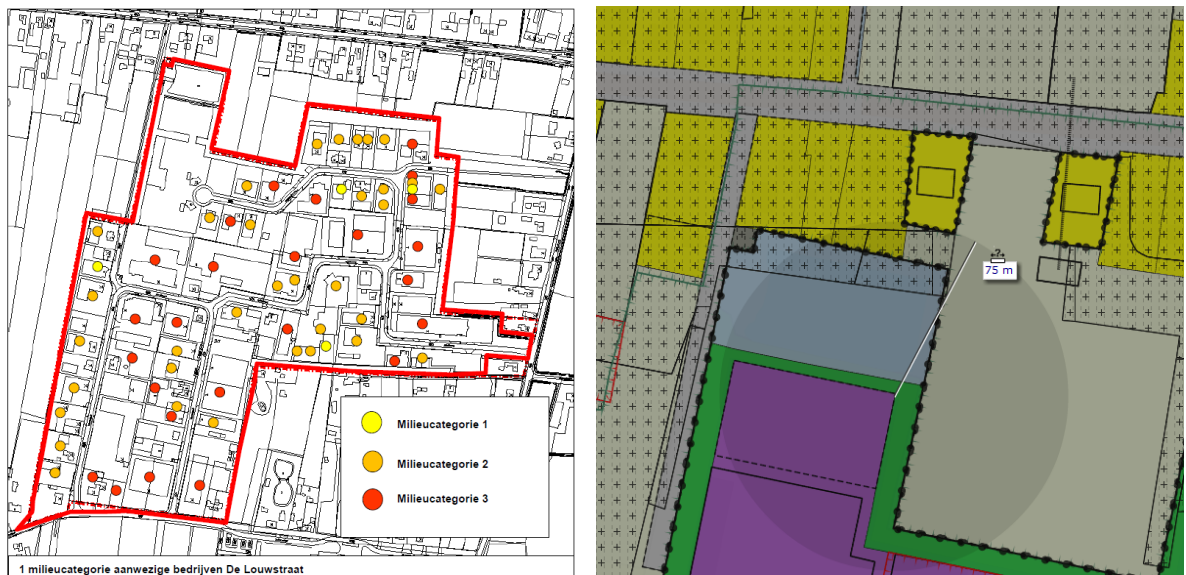 75 m
Milieucategorie 1
Milieucategorie 2
Milieucategorie 3
1 milieucategorie aanwezige bedrijven De Louwstraat